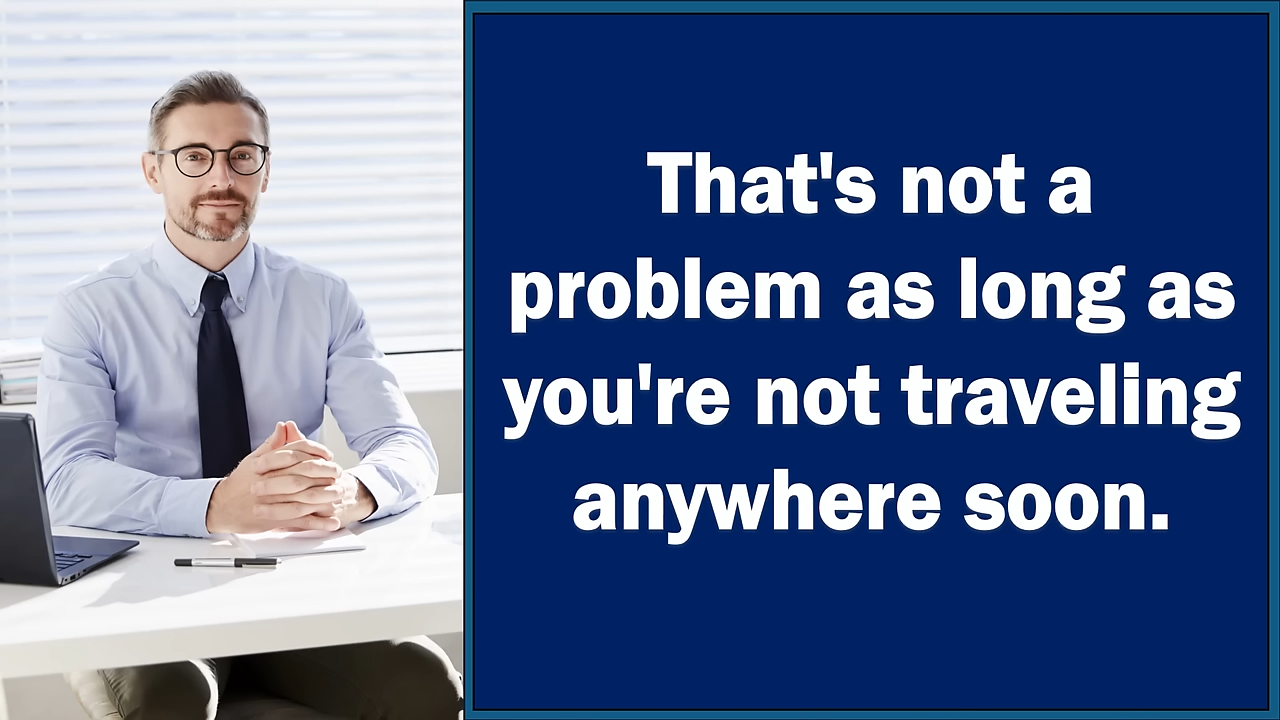 That's not a
problem as long as
you're not traveling
anywhere soon.